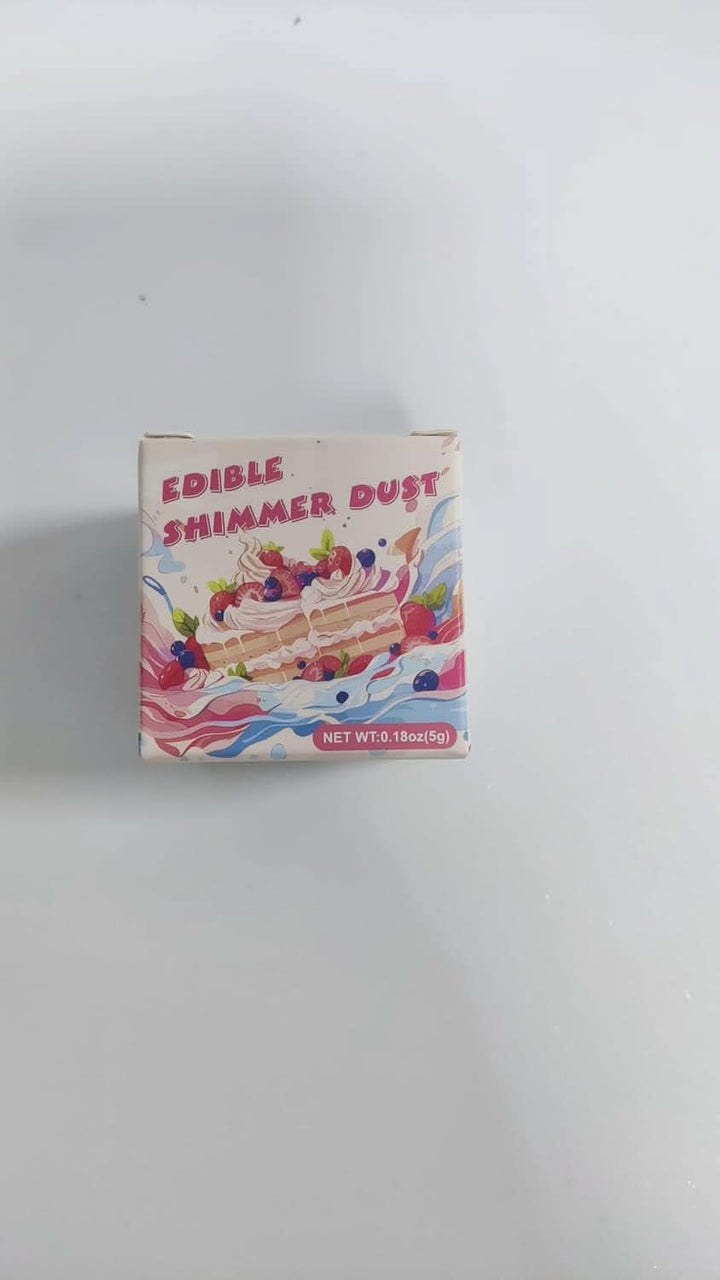 EDIBLE
SHIMMER DUST
NET WT:0.18oz(5g)